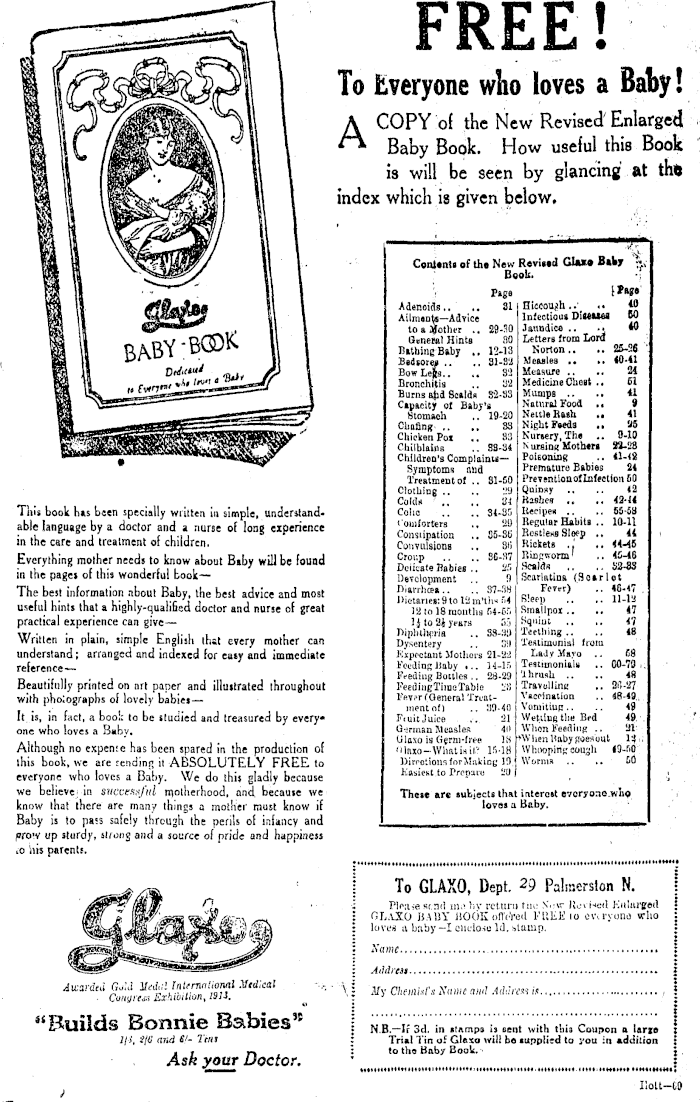 FREE!
To Everyone who loves a Baby!
A COPY of the New Revised Enlarged
Baby Book. How useful this Book
is will be seen by glancing at the
index which is given below.
Glaxo
BABY-BOOK
Dedicated
to Everyone who loves a Baby
This book has been specially written in simple, understand-
able language by a doctor and a nurse of long experience
in the care and treatment of children.
Everything mother needs to know about Baby will be found
in the pages of this wonderful book—
The best information about Baby, the best advice and most
useful hints that a highly-qualified doctor and nurse of great
practical experience can give—
Written in plain, simple English that every mother can
understand; arranged and indexed for easy and immediate
reference—
Beautifully printed on art paper and illustrated throughout
with photographs of lovely babies—
It is, in fact, a book to be studied and treasured by every-
one who loves a Baby.
Although no expense has been spared in the production of
this book, we are sending it ABSOLUTELY FREE to
everyone who loves a Baby. We do this gladly because
we believe in successful motherhood, and because we
know that there are many things a mother must know if
Baby is to pass safely through the perils of infancy and
grow up sturdy, strong and a source of pride and happiness
to his parents.
Glaxo
Awarded Gold Medal International Medical
Congress Exhibition, 1913.
"Builds Bonnie Babies"
1/3, 2/6 and 6/- Tins
Ask your Doctor.
Contents of the New Revised Glaxo Baby
Book.
Page
Adenoids .. .. 31
Ailments—Advice
to a Mother .. 29-30
General Hints 30
Bathing Baby .. 12-13
Bedsores .. .. 31-32
Bow Legs.. .. 32
Bronchitis 32
Burns and Scalds 32-33
Capacity of Baby's
Stomach .. 19-20
Chafing .. .. 33
Chicken Pox .. 33
Chilblains .. 33-34
Children's Complaints—
Symptoms and
Treatment of .. 31-50
Clothing .. .. 29
Colds .. .. 34
Colic .. .. 34-35
Comforters .. 29
Constipation .. 35-36
Convulsions .. 36
Croup .. .. 36-37
Delicate Babies .. 25
Development .. 9
Diarrhœa .. .. 37-38
Dietaries: 9 to 12 m'ths 54
12 to 18 months 54-55
1½ to 2½ years 55
Diphtheria .. 38-39
Dysentery .. 39
Expectant Mothers 21-22
Feeding Baby .. 14-15
Feeding Bottles .. 28-29
Feeding Time Table
Fever (General Treat-
ment of) .. 39-40
Fruit Juice .. 21
German Measles 40
Glaxo is Germ-free 18
Glaxo—What is it? 15-18
Directions for Making 19
Easiest to Prepare 20
Page
Hiccough .. .. 40
Infectious Diseases 50
Jaundice .. .. 40
Letters from Lord
Norton .. .. 25-26
Measles .. .. 40-41
Measure .. .. 24
Medicine Chest .. 51
Mumps .. .. 41
Natural Food .. 9
Nettle Rash .. 41
Night Feeds .. 25
Nursery, The .. 9-10
Nursing Mothers 22-23
Poisoning .. 41-42
Premature Babies 24
Prevention of Infection 50
Quinsy .. .. 42
Rashes .. .. 42-44
Recipes .. .. 55-58
Regular Habits .. 10-11
Restless Sleep .. 44
Rickets .. .. 44-45
Ringworm .. 45-46
Scalds .. .. 32-33
Scarlatina (Scarlet
Fever) .. 46-47
Sleep .. .. 11-12
Smallpox .. .. 47
Squint .. .. 47
Teething .. .. 48
Testimonial from
Lady Mayo .. 58
Testimonials .. 60-79
Thrush .. .. 48
Travelling .. 26-27
Vaccination .. 48-49
Vomiting .. .. 49
Wetting the Bed 49
When Feeding .. 21
When Baby goes out 12
Whooping cough 49-50
Worms .. .. 50
These are subjects that interest everyone who
loves a Baby.
To GLAXO, Dept. 29 Palmerston N.
Please send me by return the New Revised Enlarged
GLAXO BABY BOOK offered FREE to everyone who
loves a baby—I enclose 1d. stamp.
Name
Address
My Chemist's Name and Address is
N.B.—If 3d. in stamps is sent with this Coupon a large
Trial Tin of Glaxo will be supplied to you in addition
to the Baby Book.